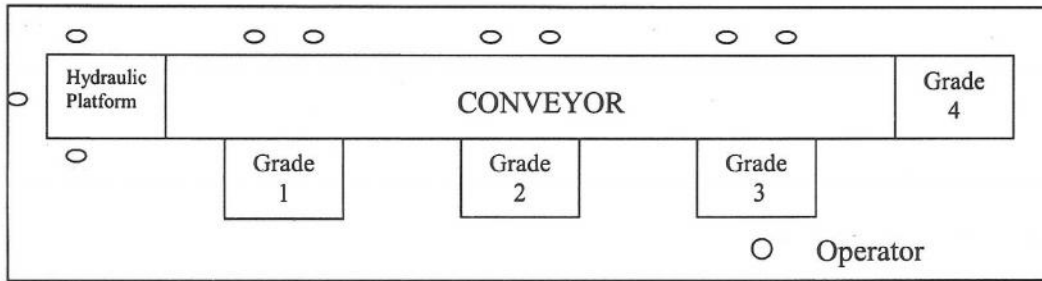 Hydraulic
Platform
CONVEYOR
Grade
4
Grade
1
Grade
2
Grade
3
Operator